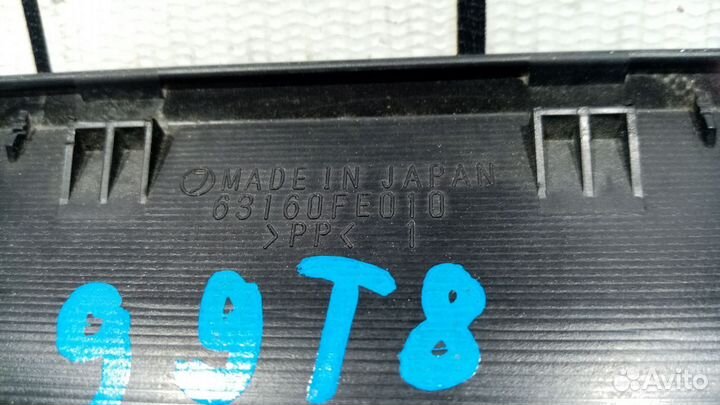 MADE IN JAPAN
63160FE010
>PP< 1
99T8
Avito